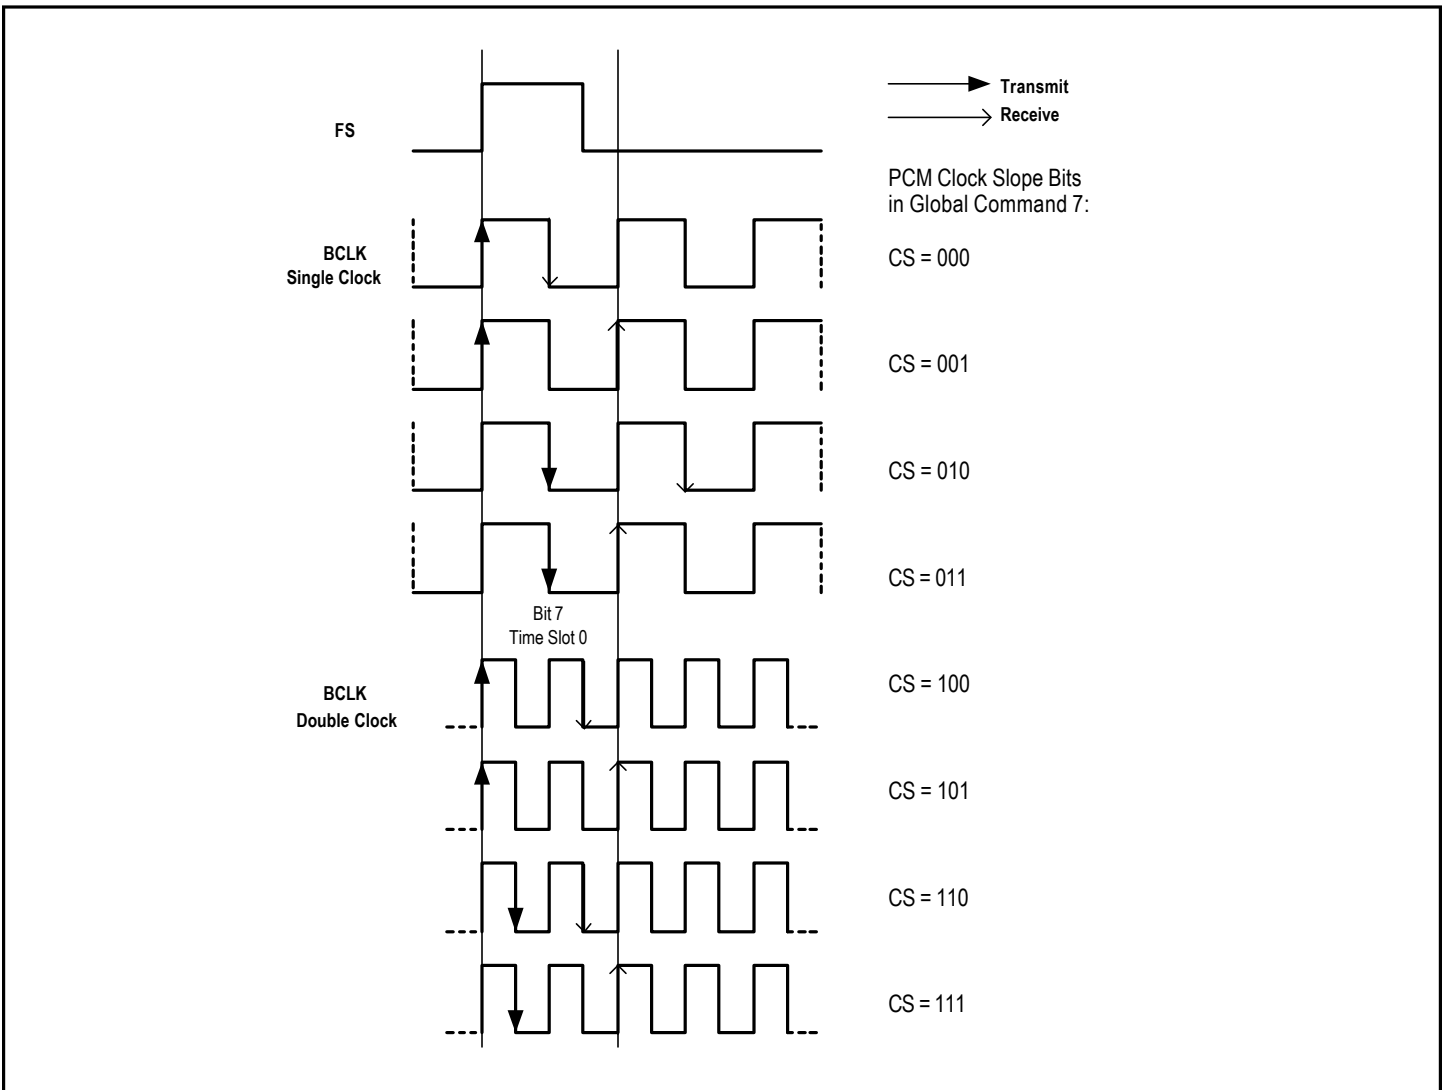 Transmit
Receive
FS
PCM Clock Slope Bits
in Global Command 7:
BCLK
Single Clock
CS = 000
CS = 001
CS = 010
CS = 011
Bit 7
Time Slot 0
BCLK
Double Clock
CS = 100
CS = 101
CS = 110
CS = 111